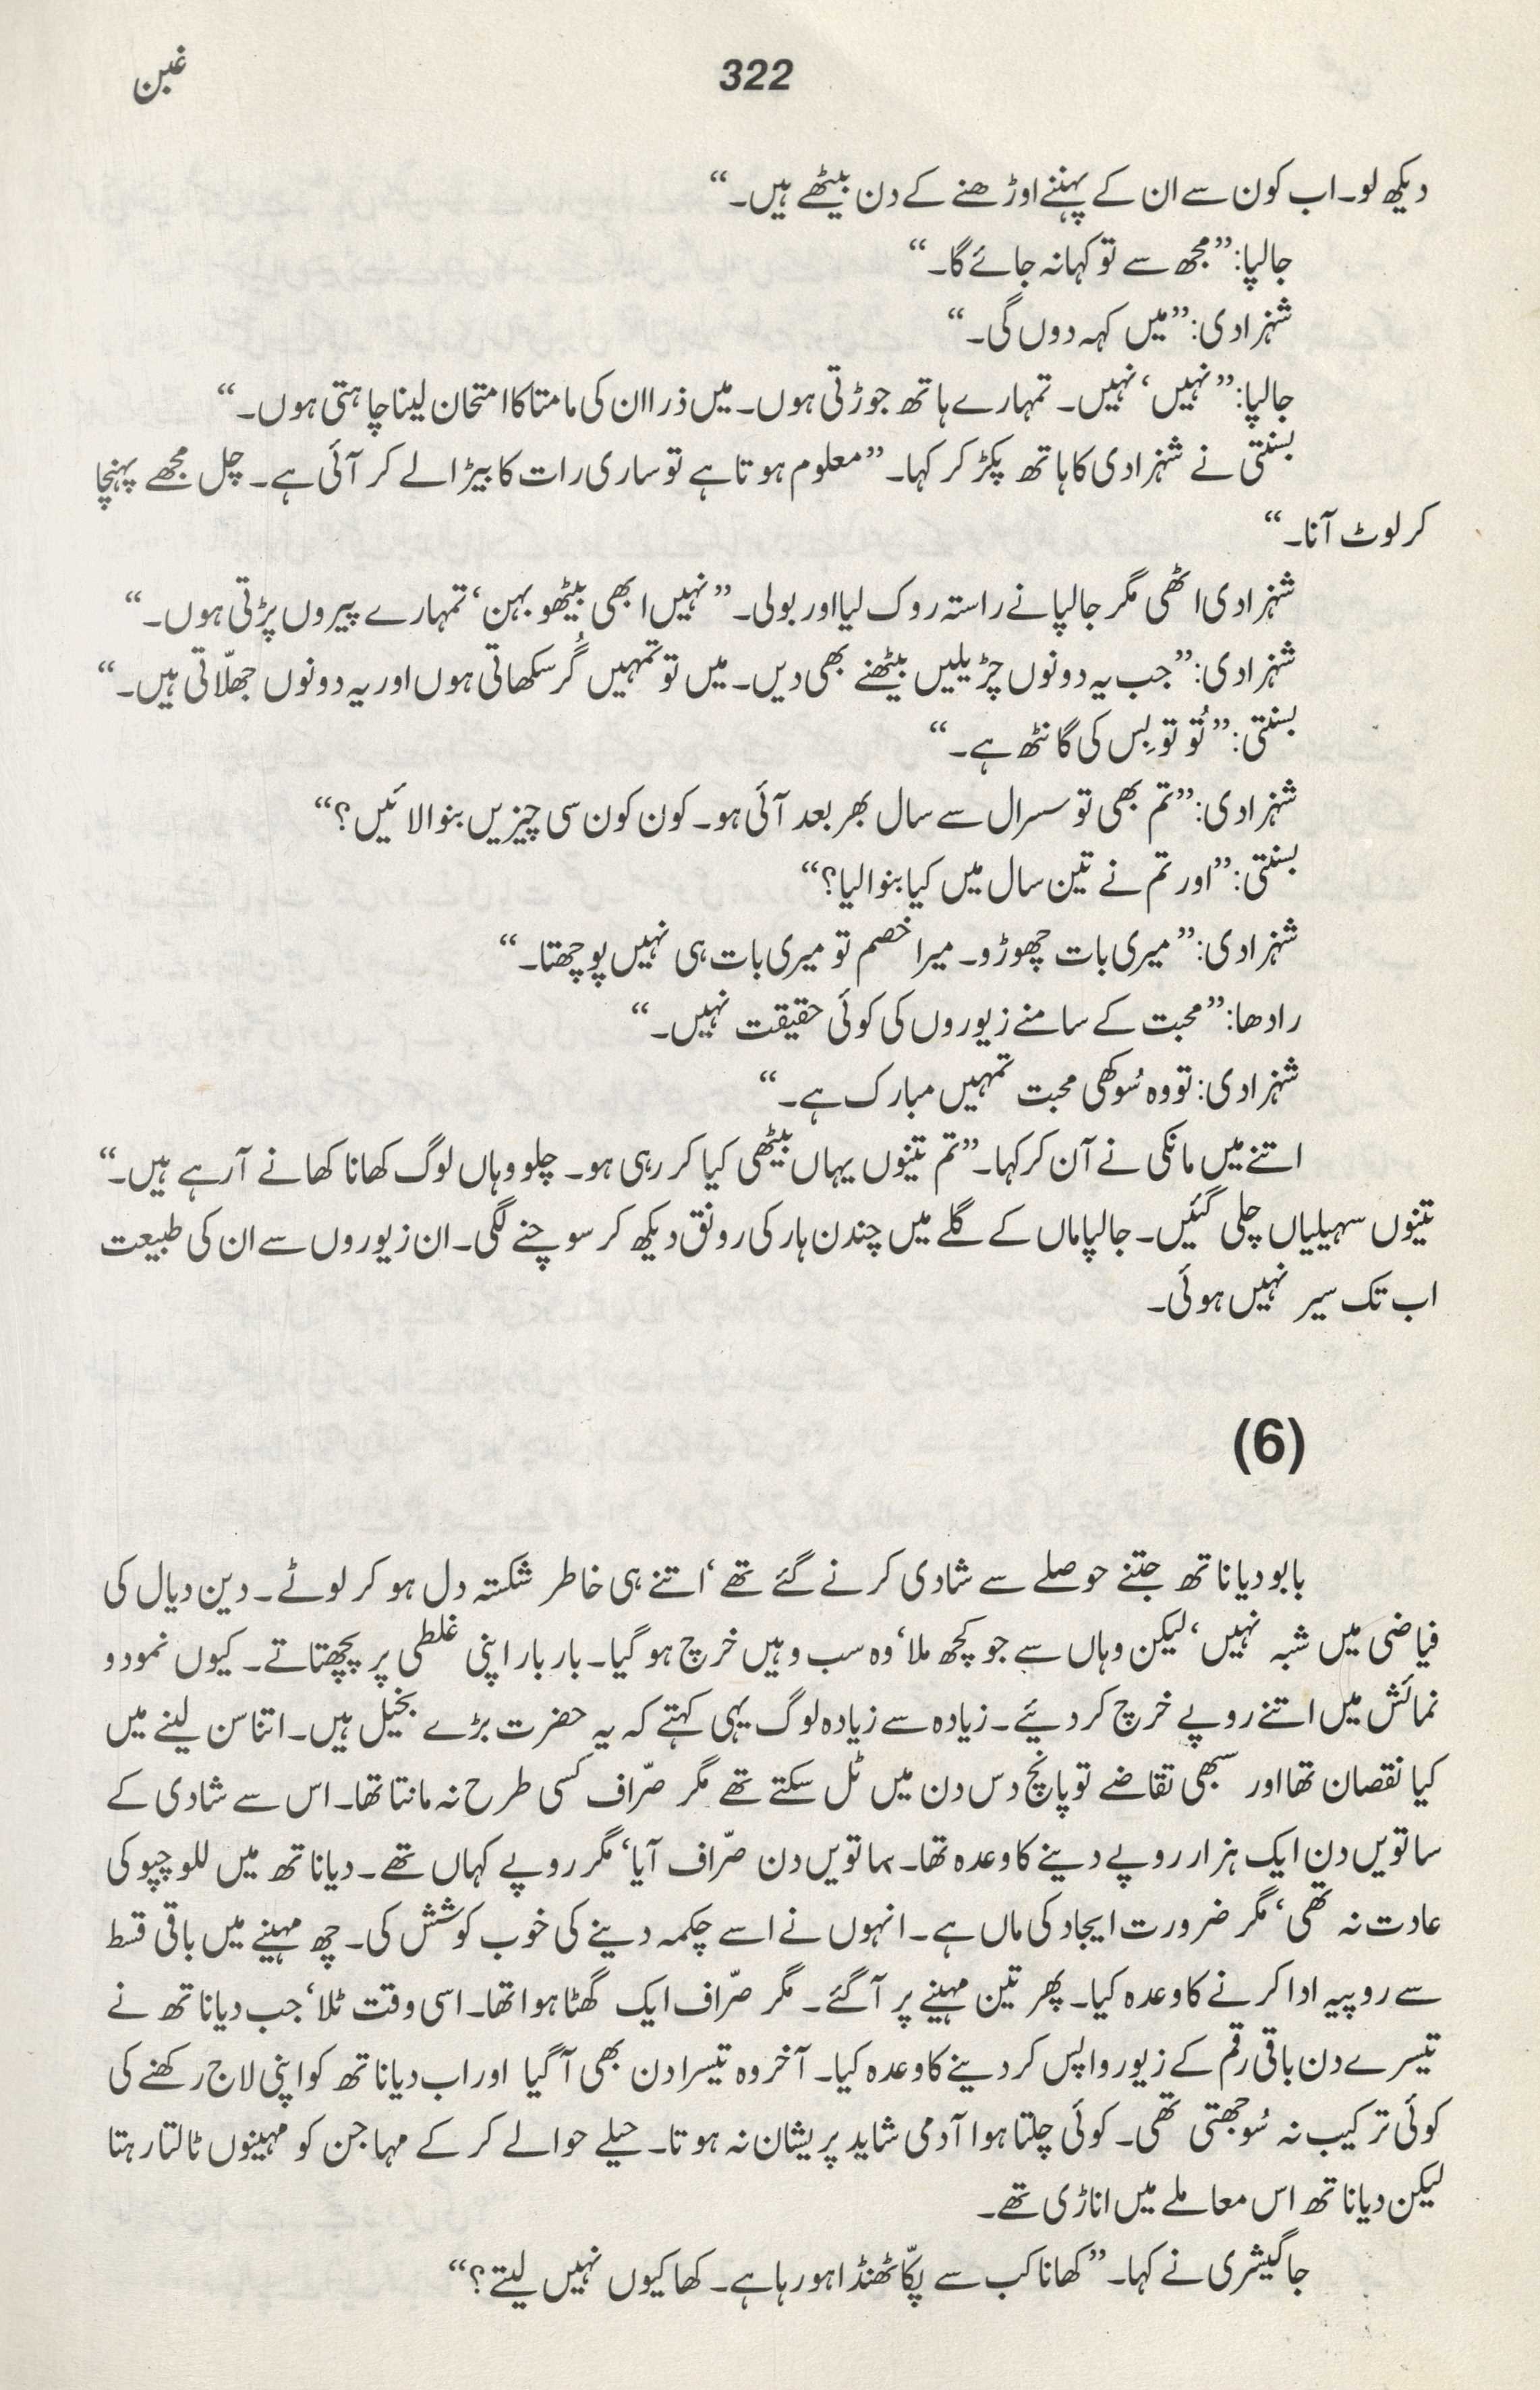 غبن
322
دیکھ لو۔ اب کون سے ان کے پہننے اوڑھنے کے دن بیٹھے ہیں۔“
جالپا:”مجھ سے تو کہا نہ جائے گا۔“
شہزادی:”میں کہہ دوں گی۔“
جالپا:”نہیں‘ نہیں۔ تمہارے ہاتھ جوڑتی ہوں۔ میں ذرا ان کی مامتا کا امتحان لینا چاہتی ہوں۔“
بسنتی نے شہزادی کا ہاتھ پکڑ کر کہا۔ ”معلوم ہوتا ہے تو ساری رات کا بیڑا لے کر آئی ہے۔ چل مجھے پہنچا
کر لوٹ آنا۔“
شہزادی اٹھی مگر جالپا نے راستہ روک لیا اور بولی۔ ”نہیں ابھی بیٹھو بہن‘ تمہارے پیروں پڑتی ہوں۔“
شہزادی:”جب یہ دونوں چڑیلیں بیٹھنے بھی دیں۔ میں تو تمہیں گُر سکھاتی ہوں اور یہ دونوں جھلّاتی ہیں۔“
بسنتی:”تُو تو بِس کی گانٹھ ہے۔“
شہزادی:”تم بھی تو سسرال سے سال بھر بعد آئی ہو۔ کون کون سی چیزیں بنوا لائیں؟“
بسنتی:”اور تم نے تین سال میں کیا بنوا لیا؟“
شہزادی:”میری بات چھوڑو۔ میرا خصم تو میری بات ہی نہیں پوچھتا۔“
رادھا:”محبت کے سامنے زیوروں کی کوئی حقیقت نہیں۔“
شہزادی: تو وہ سُوکھی محبت تمہیں مبارک ہے۔“
اتنے میں مانکی نے آن کر کہا۔ ”تم تینوں یہاں بیٹھی کیا کر رہی ہو۔ چلو وہاں لوگ کھانا کھانے آ رہے ہیں۔“
تینوں سہیلیاں چلی گئیں۔ جالپا ماں کے گلے میں چندن ہار کی رونق دیکھ کر سوچنے لگی۔ ان زیوروں سے ان کی طبیعت
اب تک سیر نہیں ہوئی۔
(6)
بابو دیاناتھ جتنے حوصلے سے شادی کرنے گئے تھے‘ اتنے ہی خاطر شکستہ دل ہو کر لوٹے۔ دین دیال کی
فیاضی میں شبہ نہیں‘ لیکن وہاں سے جو کچھ ملا‘ وہ سب وہیں خرچ ہو گیا۔ بار بار اپنی غلطی پر پچھتاتے۔ کیوں نمود و
نمائش میں اتنے روپے خرچ کر دیئے۔ زیادہ سے زیادہ لوگ یہی کہتے کہ یہ حضرت بڑے بخیل ہیں۔ اتنا سن لینے میں
کیا نقصان تھا اور سبھی تقاضے تو پانچ دس دن میں ٹل سکتے تھے مگر صرّاف کسی طرح نہ مانتا تھا۔ اس سے شادی کے
ساتویں دن ایک ہزار روپے دینے کا وعدہ تھا۔ ساتویں دن صرّاف آیا‘ مگر روپے کہاں تھے۔ دیاناتھ میں للو چپو کی
عادت نہ تھی‘ مگر ضرورت ایجاد کی ماں ہے۔ انہوں نے اسے چکمہ دینے کی خوب کوشش کی۔ چھ مہینے میں باقی قسط
سے روپیہ ادا کرنے کا وعدہ کیا۔ پھر تین مہینے پر آ گئے۔ مگر صرّاف ایک گھٹا ہوا تھا۔ اسی وقت ٹلا‘ جب دیاناتھ نے
تیسرے دن باقی رقم کے زیور واپس کر دینے کا وعدہ کیا۔ آخر وہ تیسرا دن بھی آ گیا اور اب دیاناتھ کو اپنی لاج رکھنے کی
کوئی ترکیب نہ سُوجھتی تھی۔ کوئی چلتا ہوا آدمی شاید پریشان نہ ہوتا۔ حیلے حوالے کر کے مہاجن کو مہینوں ٹالتا رہتا
لیکن دیاناتھ اس معاملے میں اناڑی تھے۔
جاگیشری نے کہا۔ ”کھانا کب سے پکّا ٹھنڈا ہو رہا ہے۔ کھا کیوں نہیں لیتے؟“